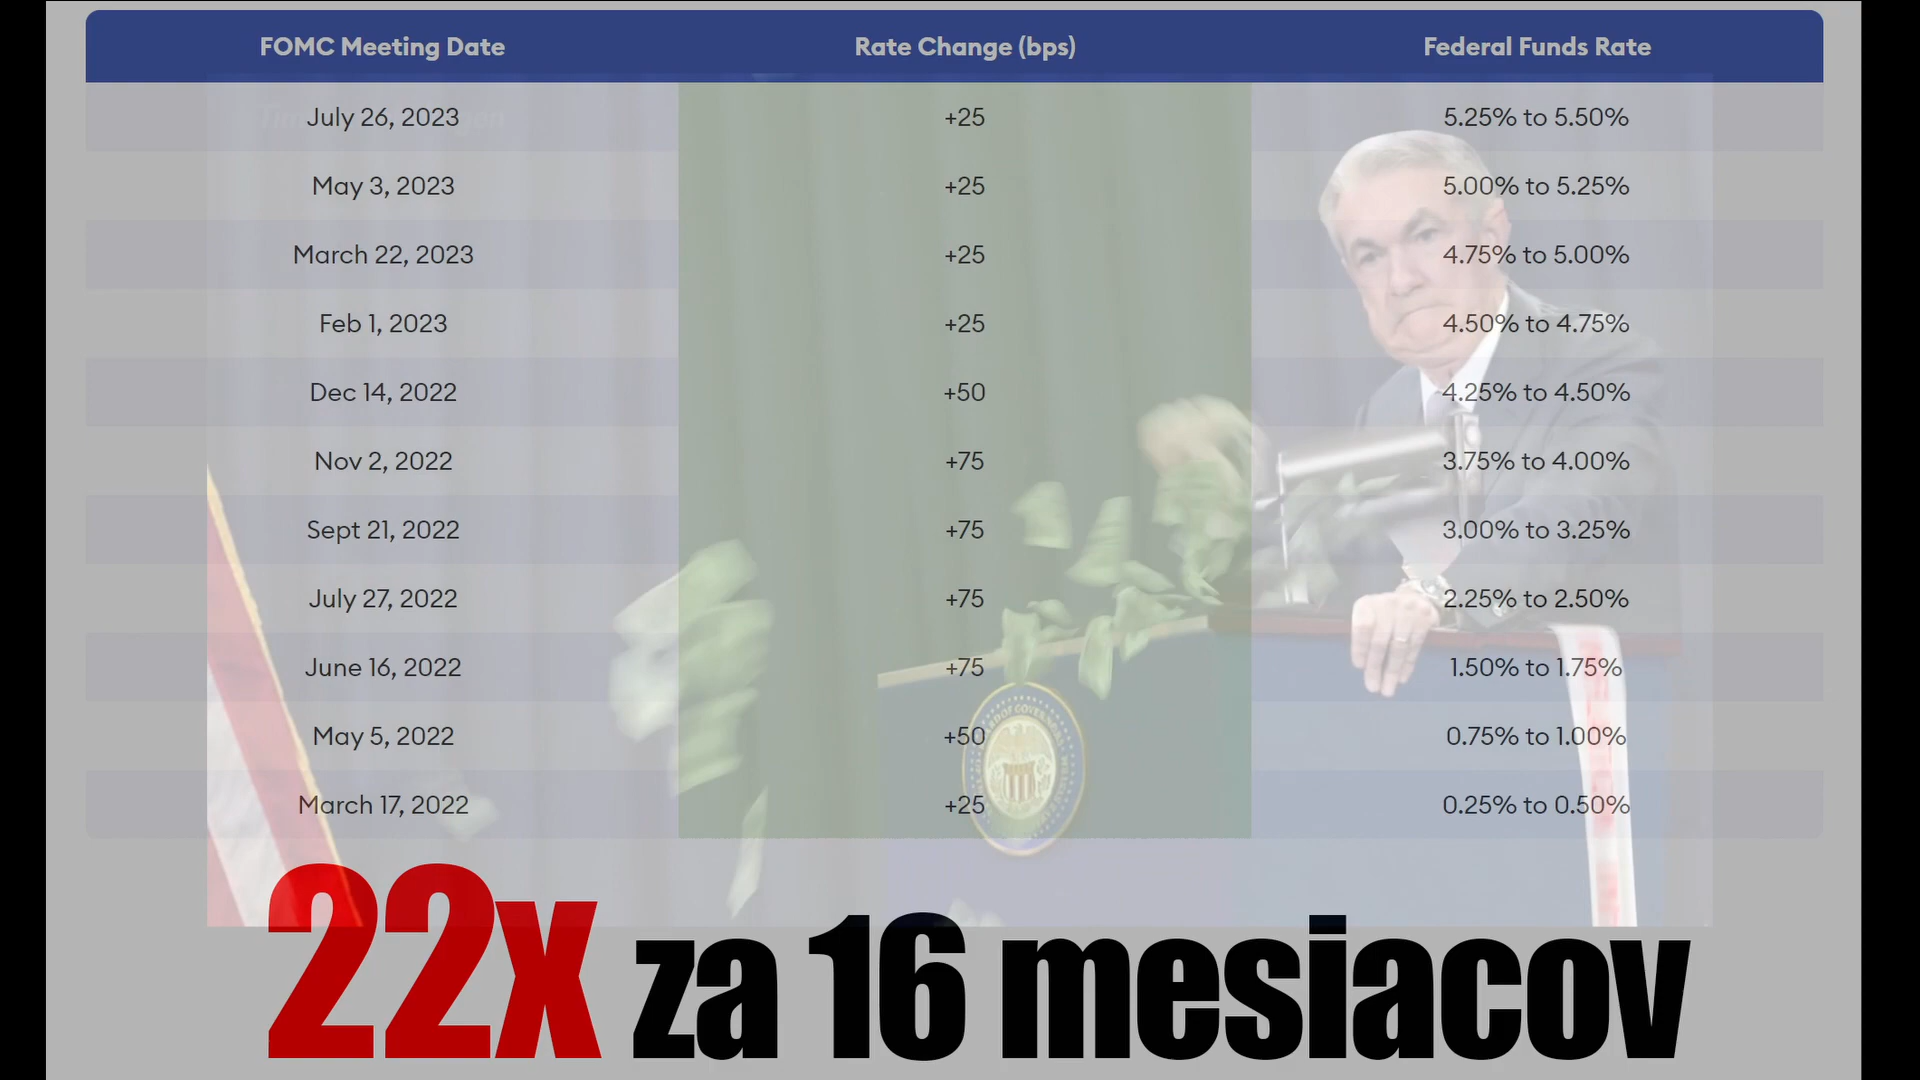 FOMC Meeting Date Rate Change (bps) Federal Funds Rate
July 26, 2023 +25 5.25% to 5.50%
May 3, 2023 +25 5.00% to 5.25%
March 22, 2023 +25 4.75% to 5.00%
Feb 1, 2023 +25 4.50% to 4.75%
Dec 14, 2022 +50 4.25% to 4.50%
Nov 2, 2022 +75 3.75% to 4.00%
Sept 21, 2022 +75 3.00% to 3.25%
July 27, 2022 +75 2.25% to 2.50%
June 16, 2022 +75 1.50% to 1.75%
May 5, 2022 +50 0.75% to 1.00%
March 17, 2022 +25 0.25% to 0.50%
22x za 16 mesiacov